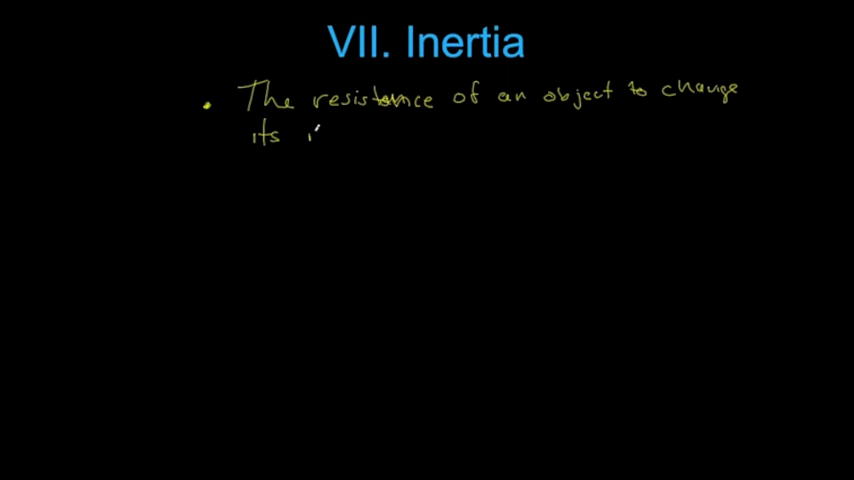 VII. Inertia
• The resistance of an object to change
its